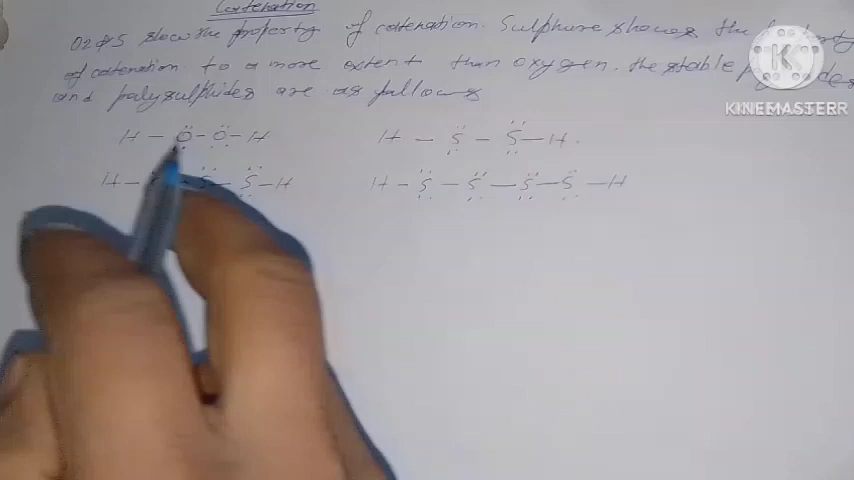 Catenation
O2 & S show the property of catenation. Sulphure shows the property
of catenation to a more extent than oxygen. the stable
and polysulphides are as follows
H - O - O - H H - S - S - H.
H - S - S - H H - S - S - S - S - H
K
KINEMASTER